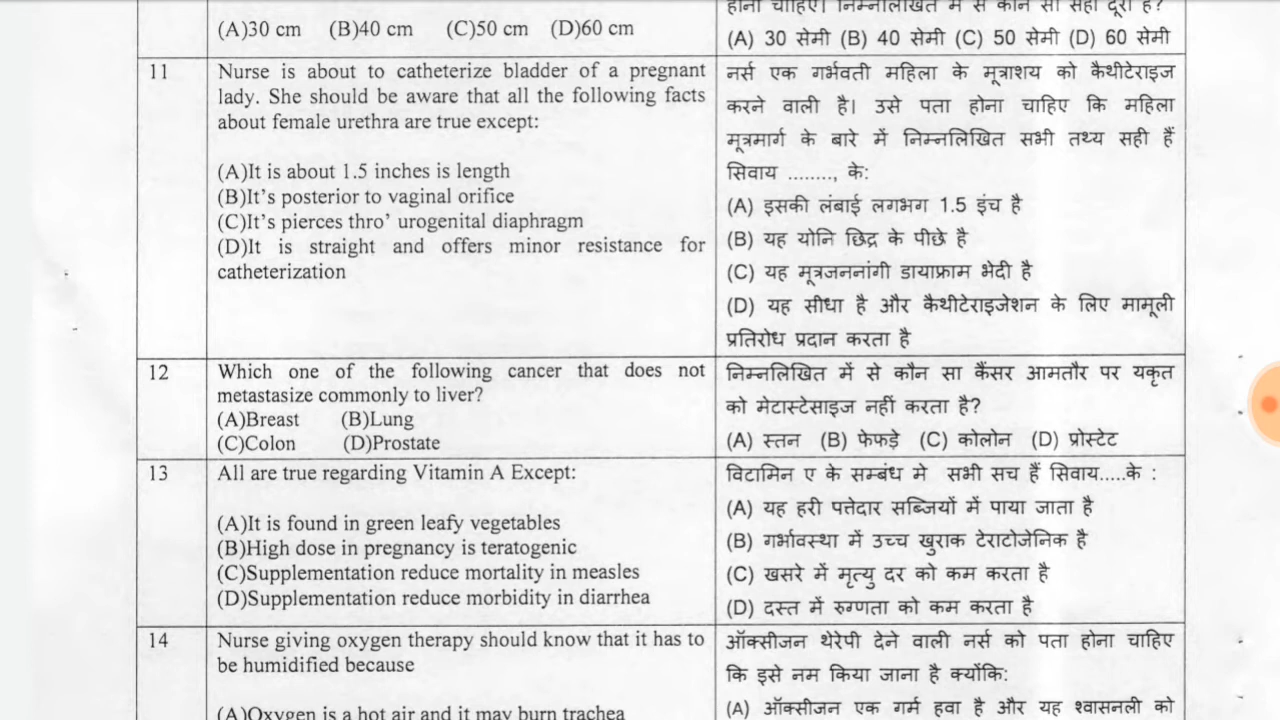 (A)30 cm (B)40 cm (C)50 cm (D)60 cm
(A) 30 सेमी (B) 40 सेमी (C) 50 सेमी (D) 60 सेमी
11
Nurse is about to catheterize bladder of a pregnant
lady. She should be aware that all the following facts
about female urethra are true except:
(A)It is about 1.5 inches is length
(B)It's posterior to vaginal orifice
(C)It's pierces thro' urogenital diaphragm
(D)It is straight and offers minor resistance for
catheterization
नर्स एक गर्भवती महिला के मूत्राशय को कैथीटेराइज
करने वाली है। उसे पता होना चाहिए कि महिला
मूत्रमार्ग के बारे में निम्नलिखित सभी तथ्य सही हैं
सिवाय ........, के:
(A) इसकी लंबाई लगभग 1.5 इंच है
(B) यह योनि छिद्र के पीछे है
(C) यह मूत्रजननांगी डायाफ्राम भेदी है
(D) यह सीधा है और कैथीटेराइजेशन के लिए मामूली
प्रतिरोध प्रदान करता है
12
Which one of the following cancer that does not
metastasize commonly to liver?
(A)Breast (B)Lung
(C)Colon (D)Prostate
निम्नलिखित में से कौन सा कैंसर आमतौर पर यकृत
को मेटास्टेसाइज नहीं करता है?
(A) स्तन (B) फेफड़े (C) कोलोन (D) प्रोस्टेट
13
All are true regarding Vitamin A Except:
(A)It is found in green leafy vegetables
(B)High dose in pregnancy is teratogenic
(C)Supplementation reduce mortality in measles
(D)Supplementation reduce morbidity in diarrhea
विटामिन ए के सम्बंध मे सभी सच हैं सिवाय.....के :
(A) यह हरी पत्तेदार सब्जियों में पाया जाता है
(B) गर्भावस्था में उच्च खुराक टेराटोजेनिक है
(C) खसरे में मृत्यु दर को कम करता है
(D) दस्त में रुग्णता को कम करता है
14
Nurse giving oxygen therapy should know that it has to
be humidified because
(A)Oxygen is a hot air and it may burn trachea
ऑक्सीजन थेरेपी देने वाली नर्स को पता होना चाहिए
कि इसे नम किया जाना है क्योंकि:
(A) ऑक्सीजन एक गर्म हवा है और यह श्वासनली को